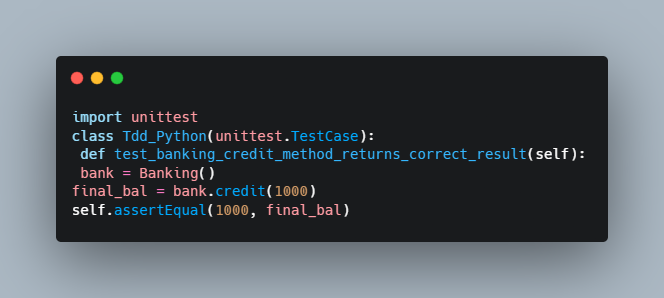 import unittest
class Tdd_Python(unittest.TestCase):
 def test_banking_credit_method_returns_correct_result(self):
 bank = Banking()
final_bal = bank.credit(1000)
self.assertEqual(1000, final_bal)